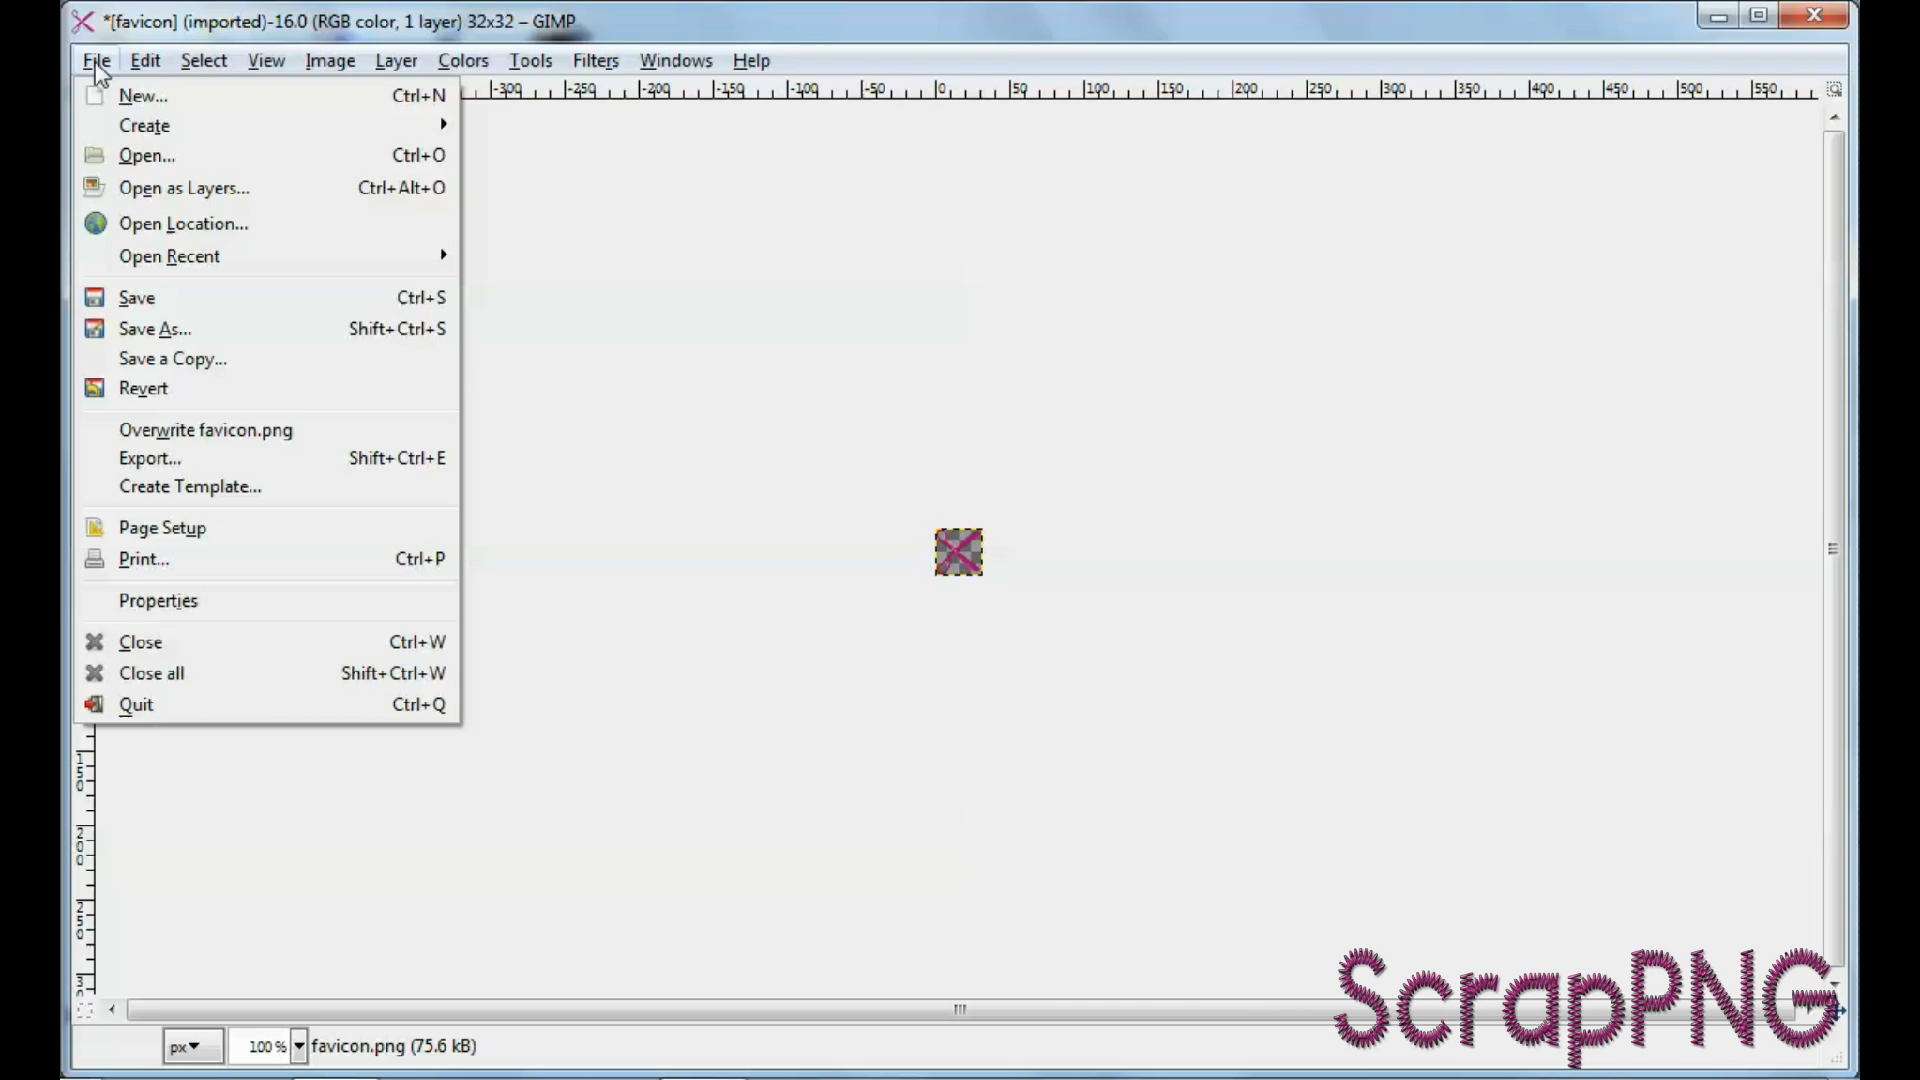 *[favicon] (imported)-16.0 (RGB color, 1 layer) 32x32 – GIMP
File Edit Select View Image Layer Colors Tools Filters Windows Help
-300 -250 -200 -150 -100 -50 0 50 100 150 200 250 300 350 400 450 500 550
New... Ctrl+N
Create
Open... Ctrl+O
Open as Layers... Ctrl+Alt+O
Open Location...
Open Recent
Save Ctrl+S
Save As... Shift+Ctrl+S
Save a Copy...
Revert
Overwrite favicon.png
Export... Shift+Ctrl+E
Create Template...
Page Setup
Print... Ctrl+P
Properties
Close Ctrl+W
Close all Shift+Ctrl+W
Quit Ctrl+Q
150
200
250
px 100 % favicon.png (75.6 kB)
ScrapPNG